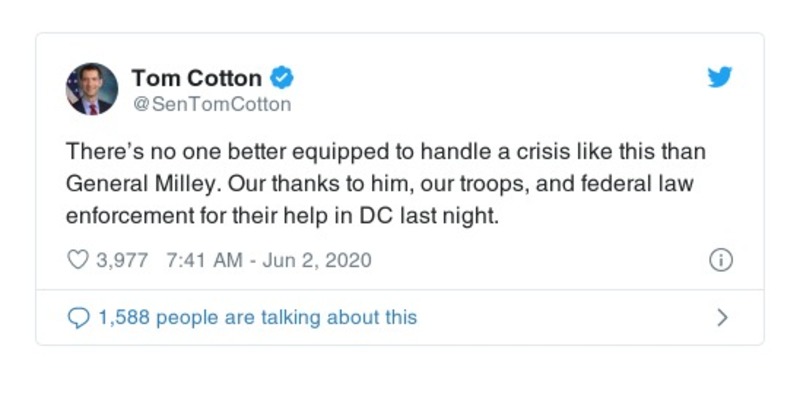 Tom Cotton
@SenTomCotton
There's no one better equipped to handle a crisis like this than
General Milley. Our thanks to him, our troops, and federal law
enforcement for their help in DC last night.
3,977 7:41 AM - Jun 2, 2020
1,588 people are talking about this